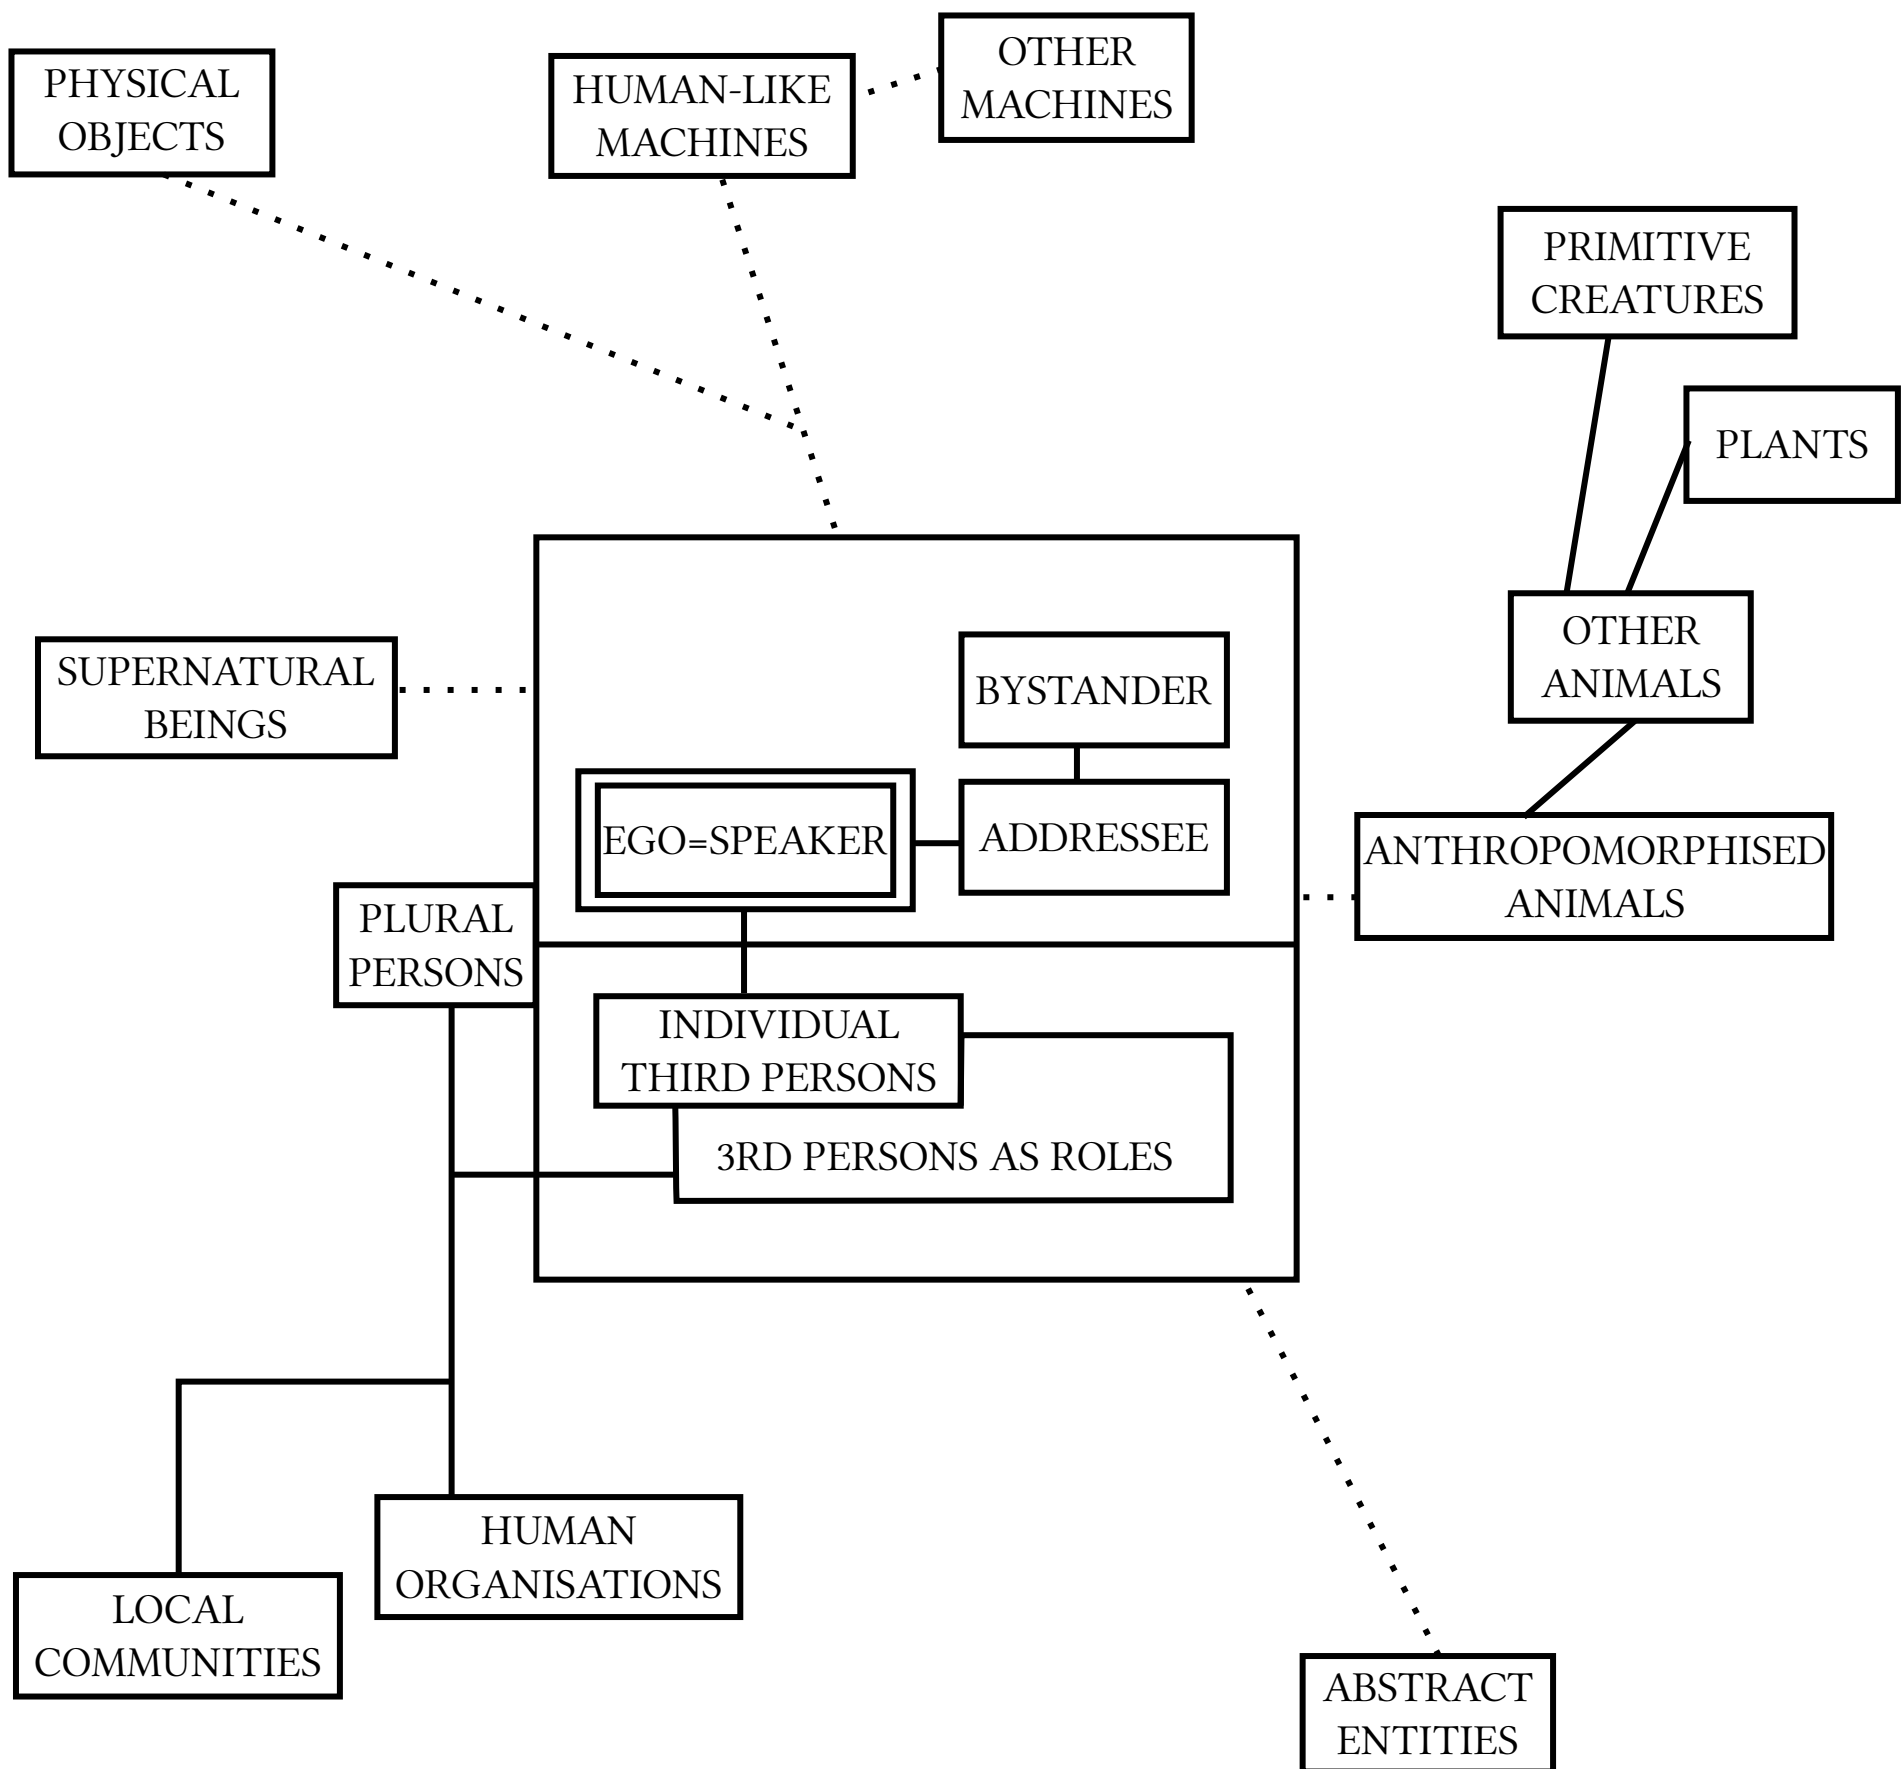 OTHER
MACHINES
PHYSICAL
OBJECTS
HUMAN-LIKE
MACHINES
PRIMITIVE
CREATURES
PLANTS
OTHER
ANIMALS
SUPERNATURAL
BEINGS
BYSTANDER
EGO=SPEAKER
ADDRESSEE
ANTHROPOMORPHISED
ANIMALS
PLURAL
PERSONS
INDIVIDUAL
THIRD PERSONS
3RD PERSONS AS ROLES
HUMAN
ORGANISATIONS
LOCAL
COMMUNITIES
ABSTRACT
ENTITIES